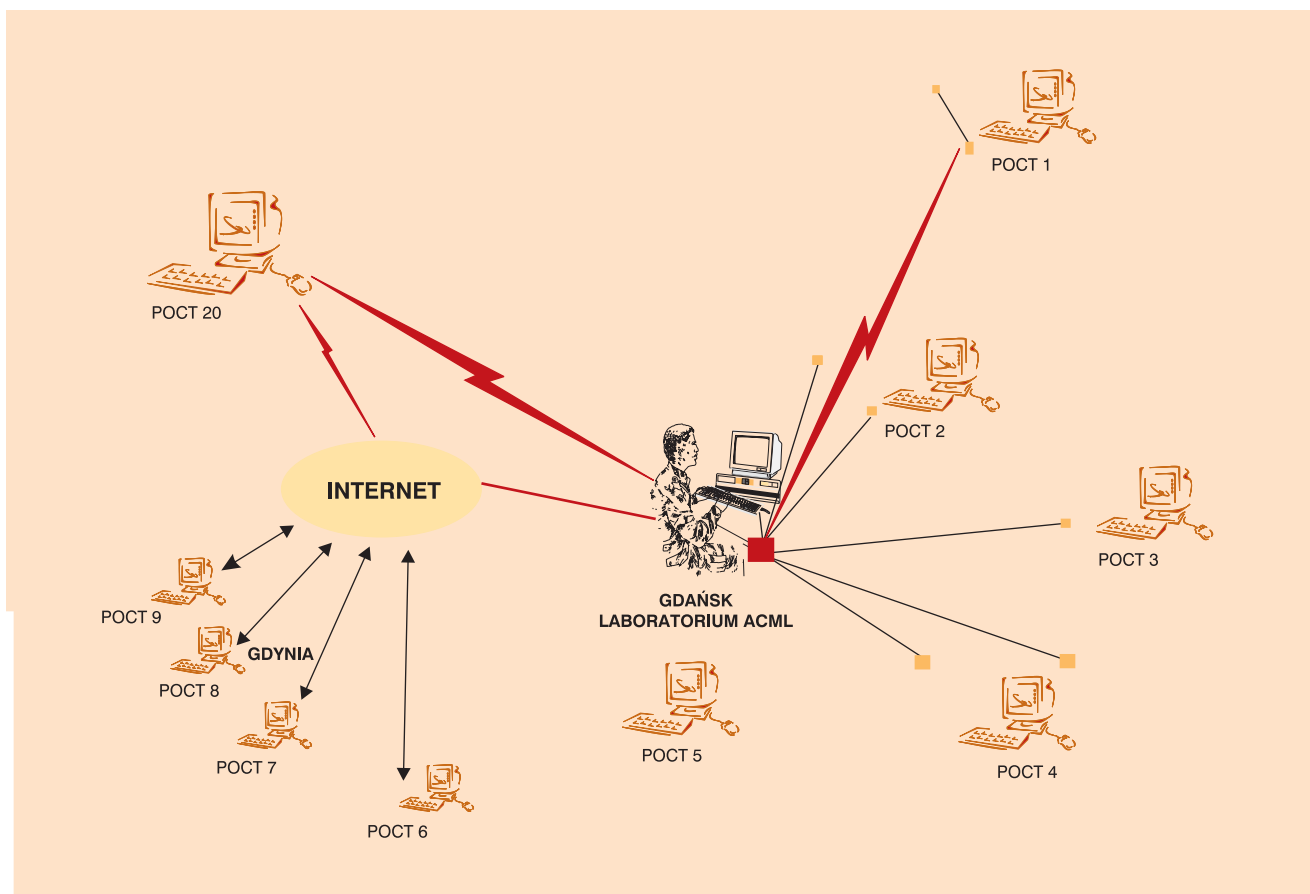 POCT 1
POCT 20
POCT 2
INTERNET
POCT 3
GDAŃSK
LABORATORIUM ACML
POCT 9
GDYNIA
POCT 8
POCT 5
POCT 7
POCT 4
POCT 6